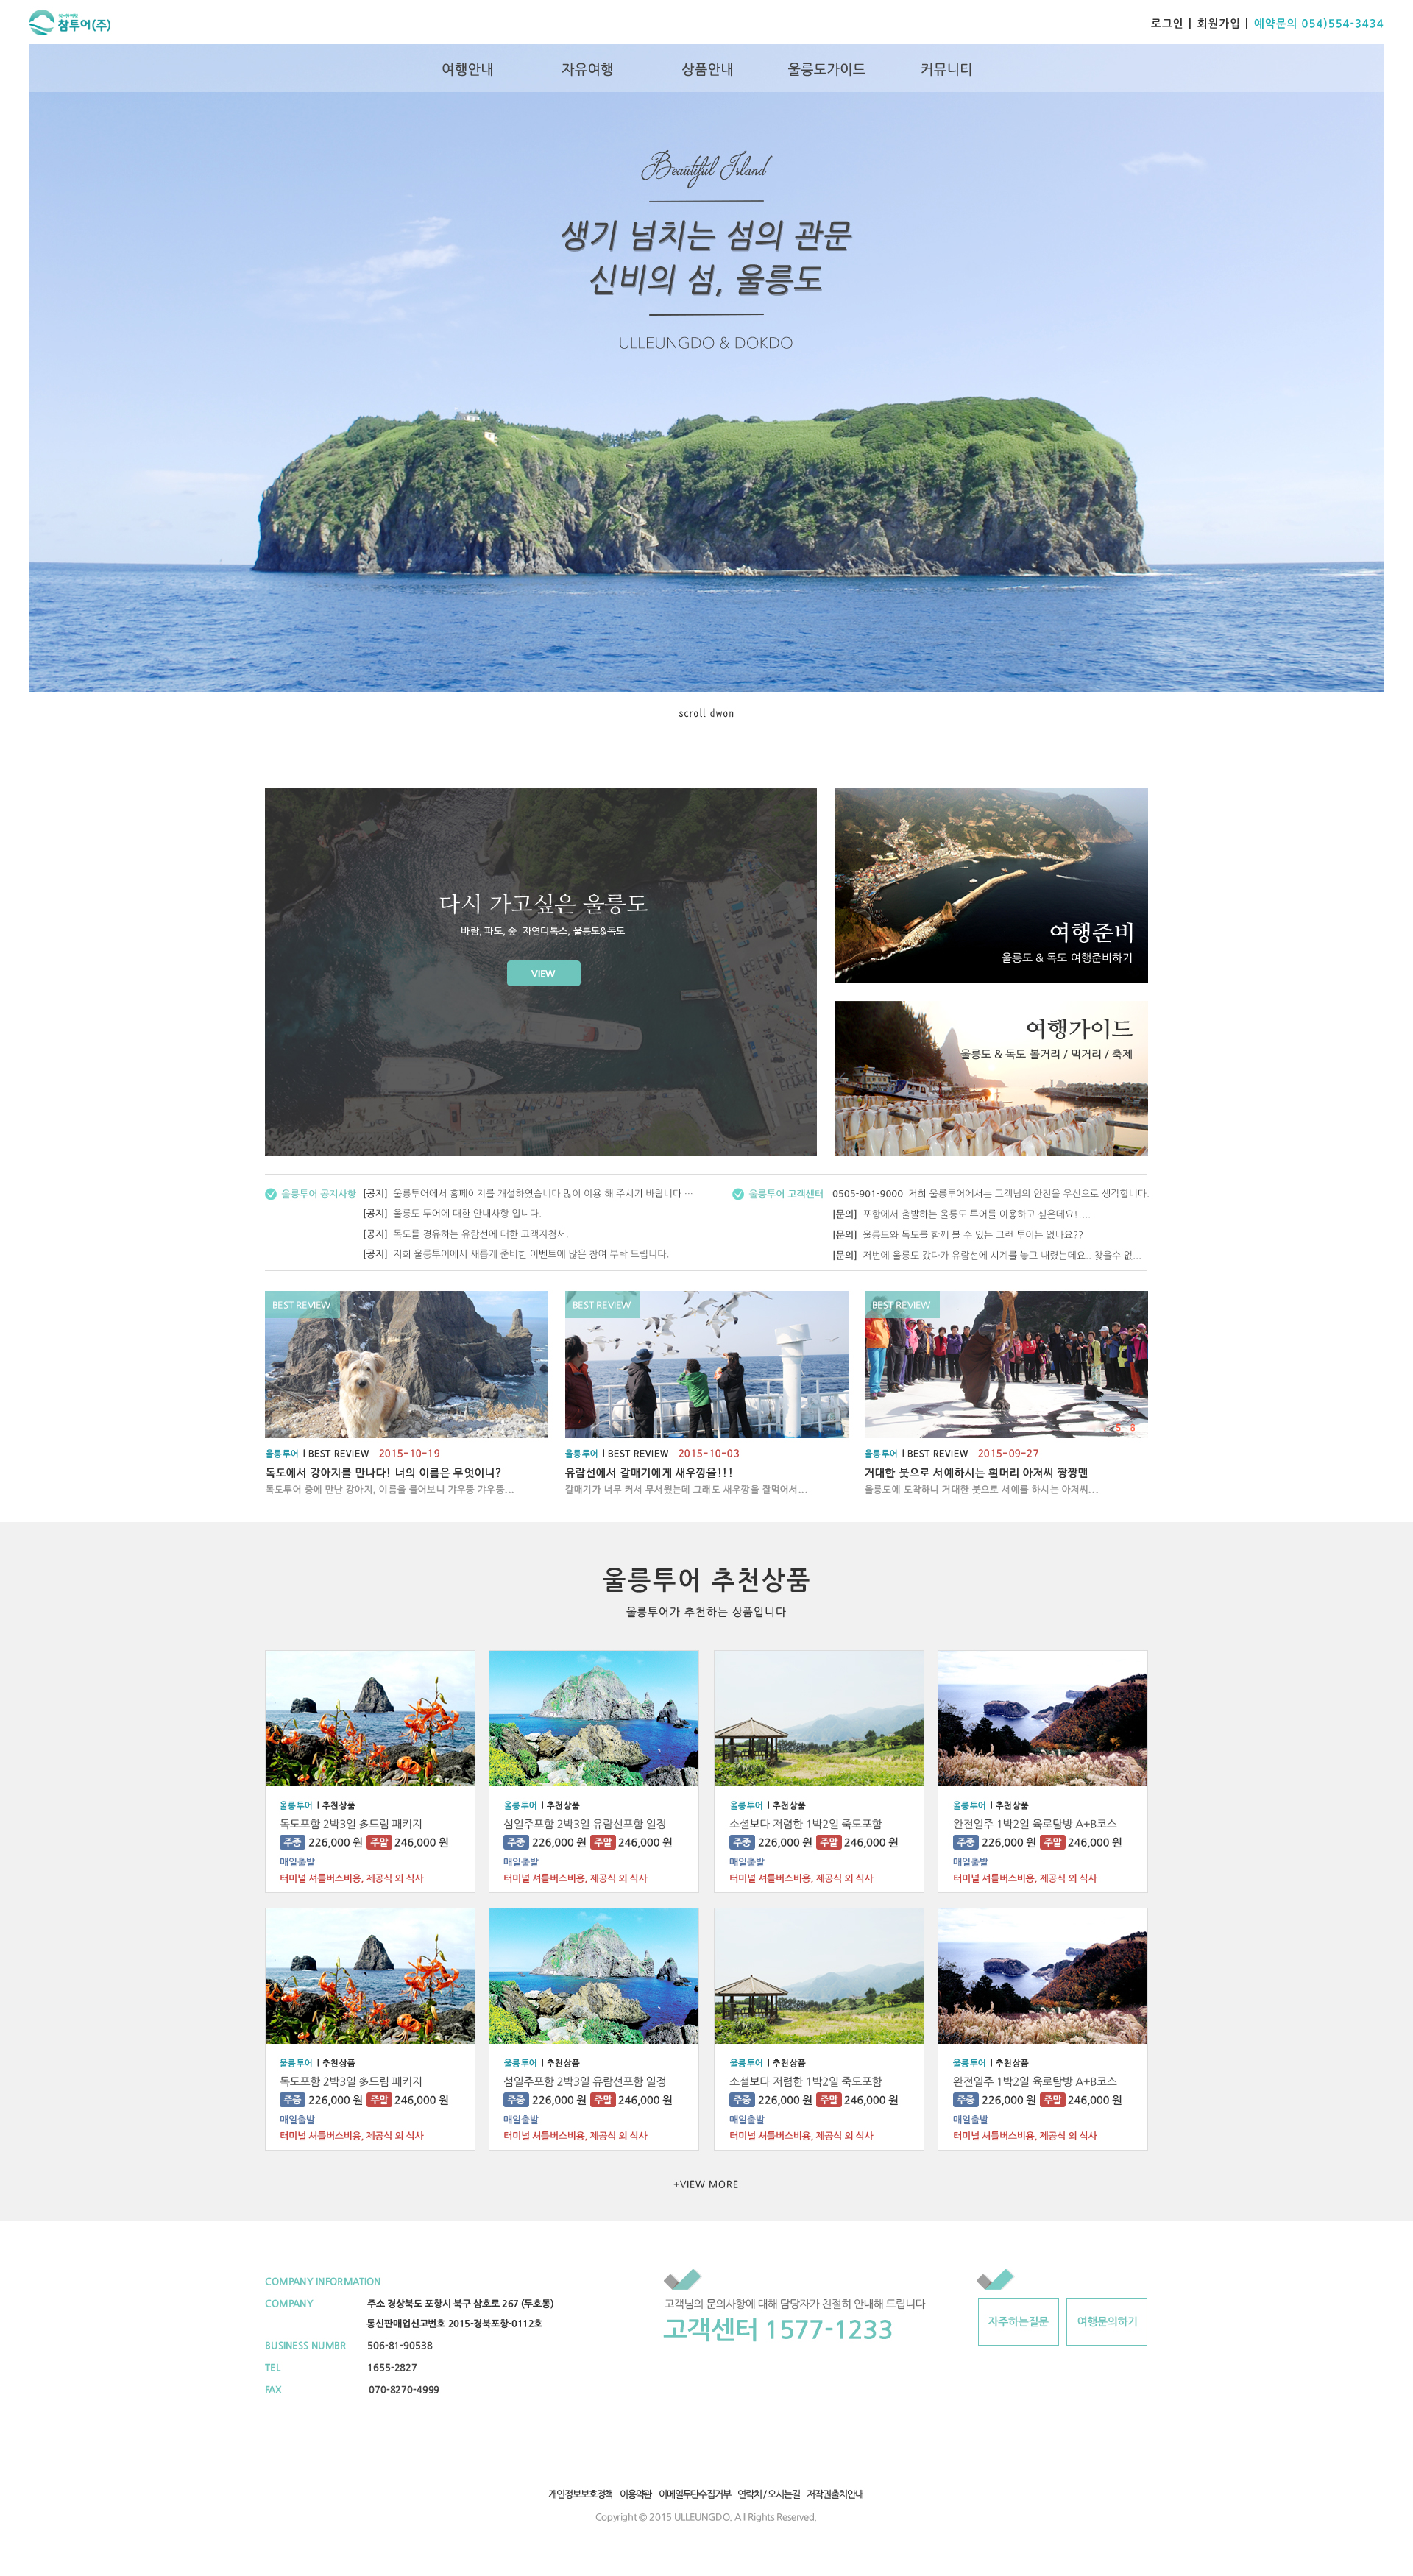 참투어(주)
로그인 | 회원가입 | 예약문의 054)554-3434
여행안내 자유여행 상품안내 울릉도가이드 커뮤니티
Beautiful Island
생기 넘치는 섬의 관문
신비의 섬, 울릉도
ULLEUNGDO & DOKDO
scroll dwon
다시 가고싶은 울릉도
바람, 파도, 숲 자연디톡스, 울릉도&독도
VIEW
여행준비
울릉도 & 독도 여행준비하기
여행가이드
울릉도 & 독도 볼거리 / 먹거리 / 축제
울릉투어 공지사항 [공지] 울릉투어에서 홈페이지를 개설하였습니다 많이 이용 해 주시기 바랍니다 ...
[공지] 울릉도 투어에 대한 안내사항 입니다.
[공지] 독도를 경유하는 유람선에 대한 고객지침서.
[공지] 저희 울릉투어에서 새롭게 준비한 이벤트에 많은 참여 부탁 드립니다.
울릉투어 고객센터 0505-901-9000 저희 울릉투어에서는 고객님의 안전을 우선으로 생각합니다.
[문의] 포항에서 출발하는 울릉도 투어를 이용하고 싶은데요!!...
[문의] 울릉도와 독도를 함께 볼 수 있는 그런 투어는 없나요??
[문의] 저번에 울릉도 갔다가 유람선에 시계를 놓고 내렸는데요.. 찾을수 없...
BEST REVIEW
울릉투어 | BEST REVIEW 2015-10-19
독도에서 강아지를 만나다! 너의 이름은 무엇이니?
독도투어 중에 만난 강아지, 이름을 물어보니 갸우뚱 갸우뚱...
BEST REVIEW
울릉투어 | BEST REVIEW 2015-10-03
유람선에서 갈매기에게 새우깡을!!!
갈매기가 너무 커서 무서웠는데 그래도 새우깡을 잘먹어서...
BEST REVIEW
5 8
울릉투어 | BEST REVIEW 2015-09-27
거대한 붓으로 서예하시는 흰머리 아저씨 짱짱맨
울릉도에 도착하니 거대한 붓으로 서예를 하시는 아저씨...
울릉투어 추천상품
울릉투어가 추천하는 상품입니다
울릉투어 | 추천상품
독도포함 2박3일 多드림 패키지
주중 226,000 원 주말 246,000 원
매일출발
터미널 셔틀버스비용, 제공식 외 식사
울릉투어 | 추천상품
섬일주포함 2박3일 유람선포함 일정
주중 226,000 원 주말 246,000 원
매일출발
터미널 셔틀버스비용, 제공식 외 식사
울릉투어 | 추천상품
소셜보다 저렴한 1박2일 죽도포함
주중 226,000 원 주말 246,000 원
매일출발
터미널 셔틀버스비용, 제공식 외 식사
울릉투어 | 추천상품
완전일주 1박2일 육로탐방 A+B코스
주중 226,000 원 주말 246,000 원
매일출발
터미널 셔틀버스비용, 제공식 외 식사
울릉투어 | 추천상품
독도포함 2박3일 多드림 패키지
주중 226,000 원 주말 246,000 원
매일출발
터미널 셔틀버스비용, 제공식 외 식사
울릉투어 | 추천상품
섬일주포함 2박3일 유람선포함 일정
주중 226,000 원 주말 246,000 원
매일출발
터미널 셔틀버스비용, 제공식 외 식사
울릉투어 | 추천상품
소셜보다 저렴한 1박2일 죽도포함
주중 226,000 원 주말 246,000 원
매일출발
터미널 셔틀버스비용, 제공식 외 식사
울릉투어 | 추천상품
완전일주 1박2일 육로탐방 A+B코스
주중 226,000 원 주말 246,000 원
매일출발
터미널 셔틀버스비용, 제공식 외 식사
+VIEW MORE
COMPANY INFORMATION
COMPANY 주소 경상북도 포항시 북구 삼호로 267 (두호동)
통신판매업신고번호 2015-경북포항-0112호
BUSINESS NUMBR 506-81-90538
TEL 1655-2827
FAX 070-8270-4999
고객님의 문의사항에 대해 담당자가 친절히 안내해 드립니다
고객센터 1577-1233
자주하는질문 여행문의하기
개인정보보호정책 이용약관 이메일무단수집거부 연락처 / 오시는길 저작권출처안내
Copyright © 2015 ULLEUNGDO. All Rights Reserved.